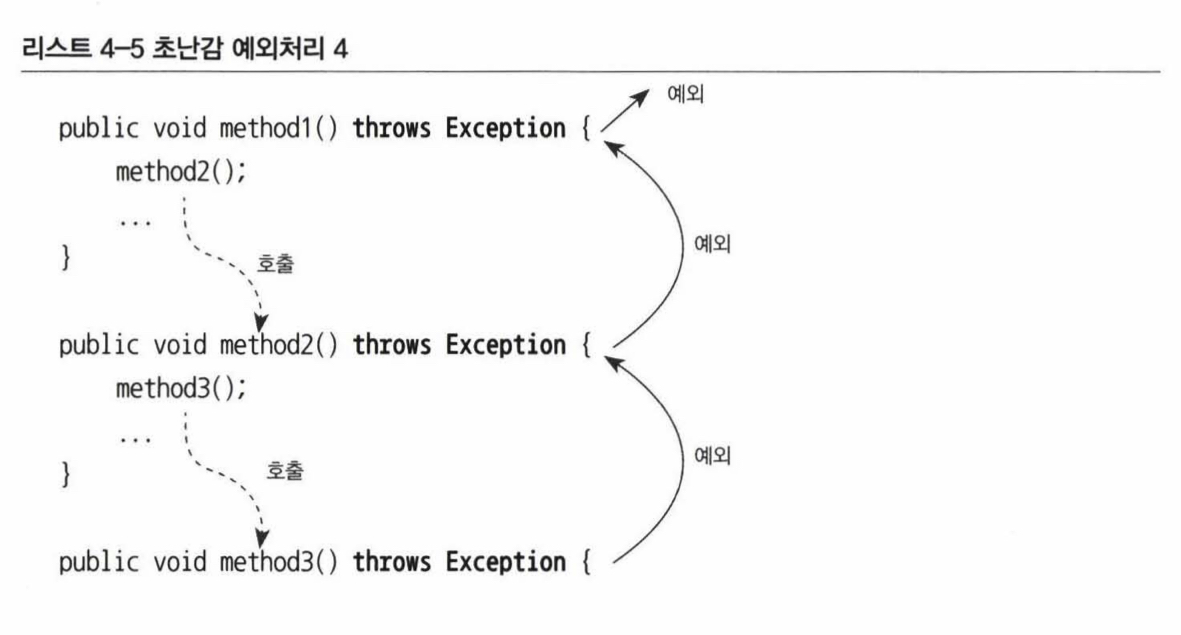 리스트 4-5 초난감 예외처리 4
예외
public void method1() throws Exception {
method2();
...
예외
}
호출
public void method2() throws Exception {
method3();
...
예외
}
호출
public void method3() throws Exception {